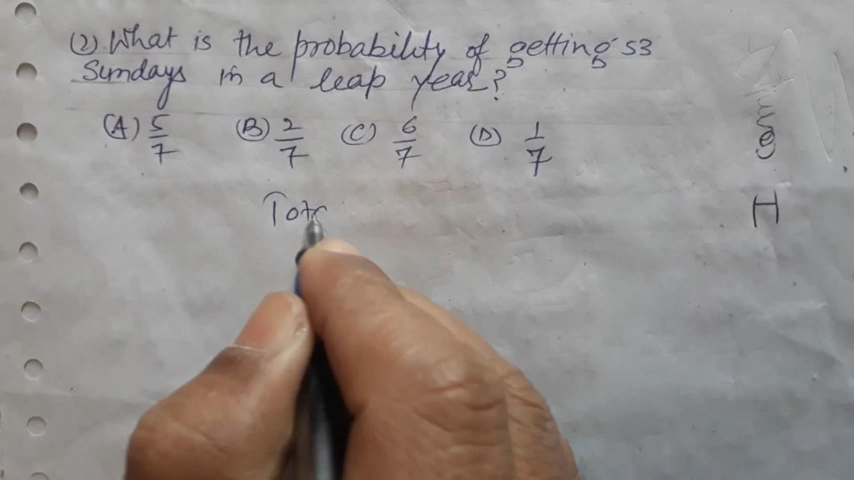 (2) What is the probability of getting 53
Sundays in a leap year?
(A) 5/7 (B) 2/7 (C) 6/7 (D) 1/7
Tot
H